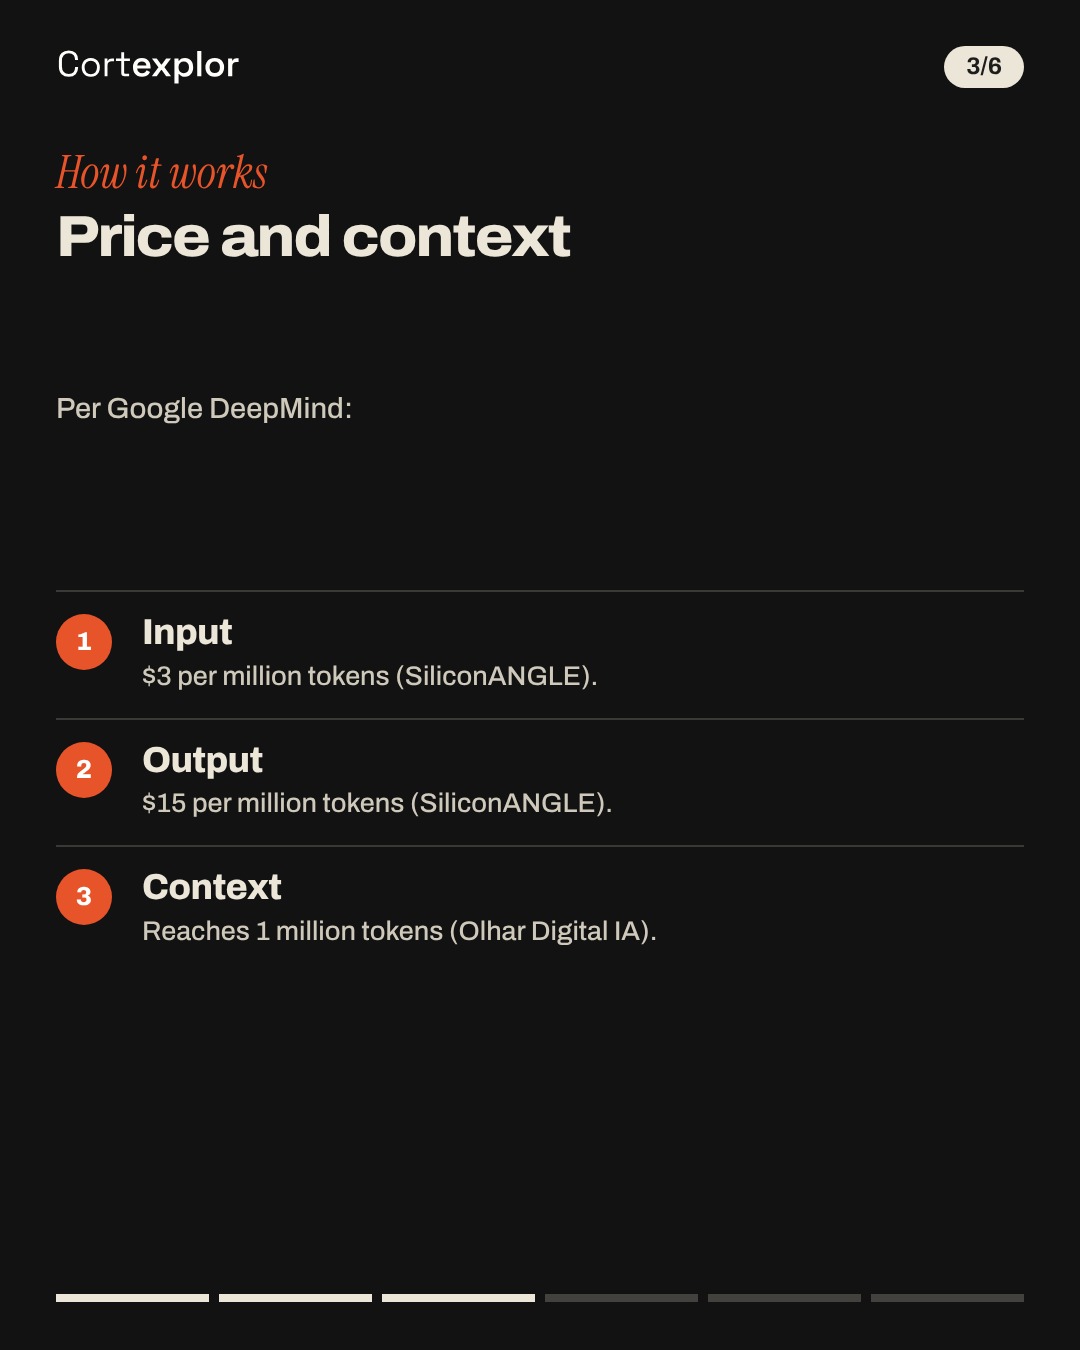 Cortexplor
3/6
How it works
Price and context
Per Google DeepMind:
1
Input
$3 per million tokens (SiliconANGLE).
2
Output
$15 per million tokens (SiliconANGLE).
3
Context
Reaches 1 million tokens (Olhar Digital IA).